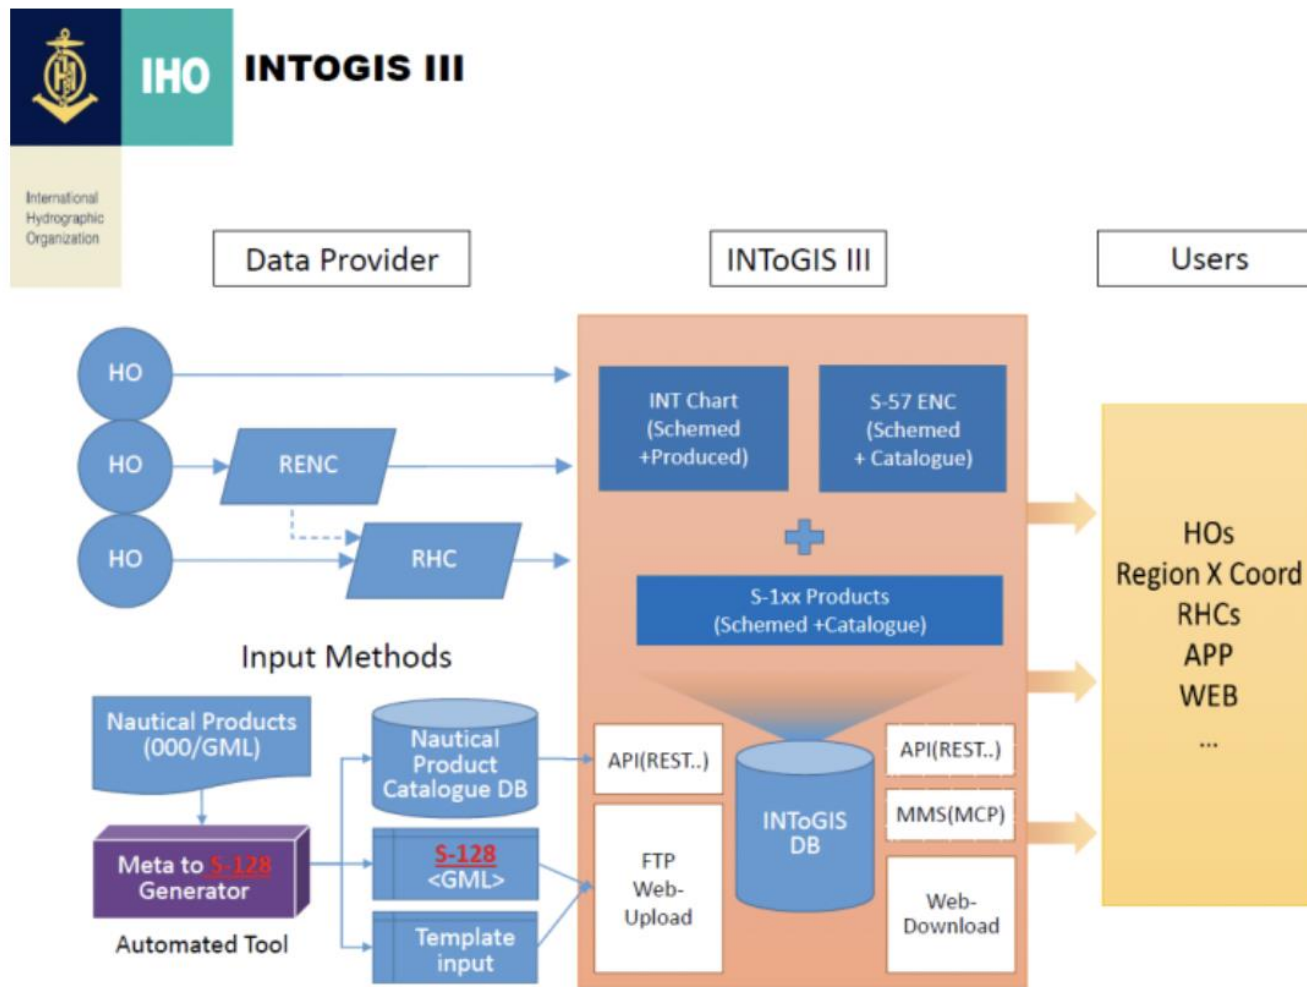 IHO
INTOGIS III
International
Hydrographic
Organization
Data Provider
INToGIS III
Users
HO
HO
RENC
HO
RHC
INT Chart
(Schemed
+Produced)
S-57 ENC
(Schemed
+ Catalogue)
S-1xx Products
(Schemed +Catalogue)
HOs
Region X Coord
RHCs
APP
WEB
...
Input Methods
Nautical Products
(000/GML)
Meta to S-128
Generator
Automated Tool
Nautical
Product
Catalogue DB
S-128
<GML>
Template
input
API(REST..)
FTP
Web-
Upload
INToGIS
DB
API(REST..)
MMS(MCP)
Web-
Download